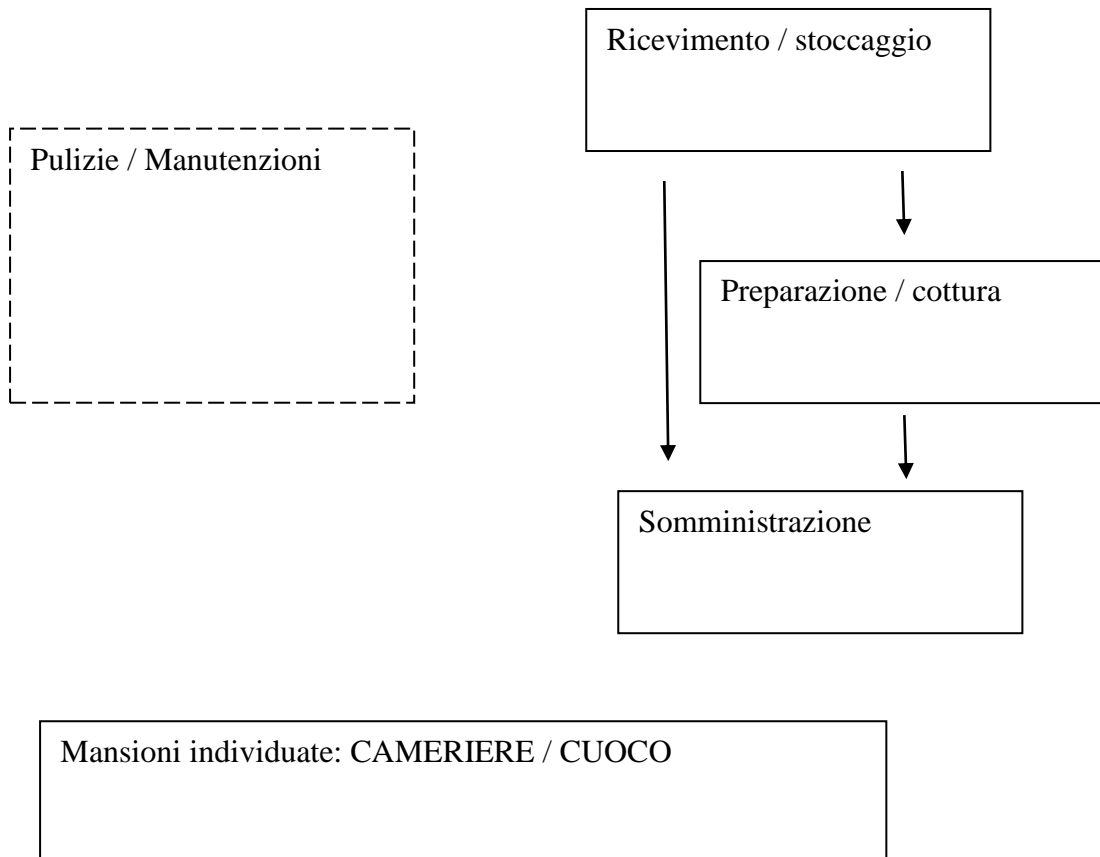 Ricevimento / stoccaggio
Pulizie / Manutenzioni
Preparazione / cottura
Somministrazione
Mansioni individuate: CAMERIERE / CUOCO